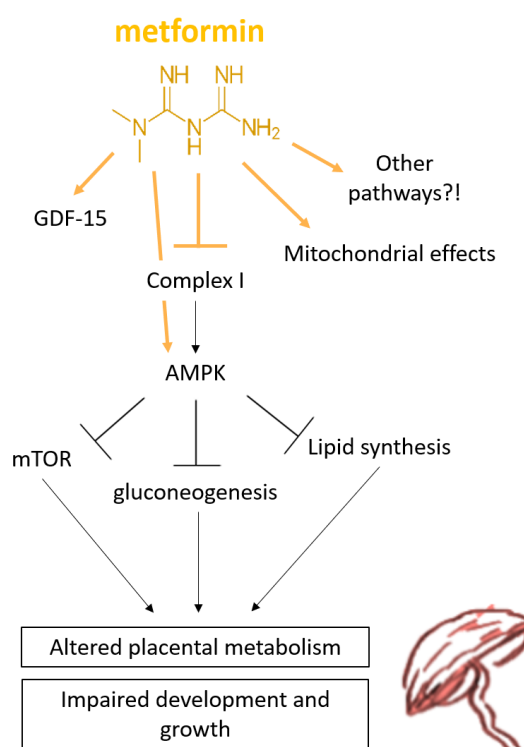 metformin
NH NH
N N NH2
H
Other
pathways?!
GDF-15
Mitochondrial effects
Complex I
AMPK
mTOR
Lipid synthesis
gluconeogenesis
Altered placental metabolism
Impaired development and
growth